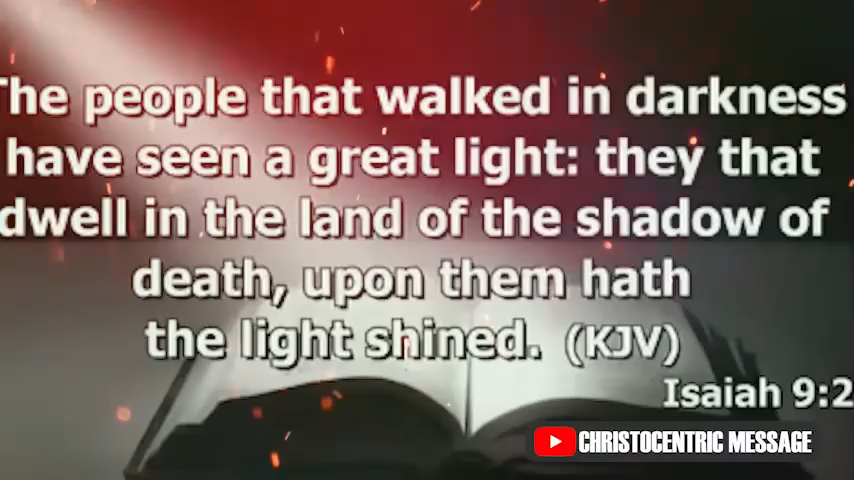 The people that walked in darkness
have seen a great light: they that
dwell in the land of the shadow of
death, upon them hath
the light shined. (KJV)
Isaiah 9:2
CHRISTOCENTRIC MESSAGE